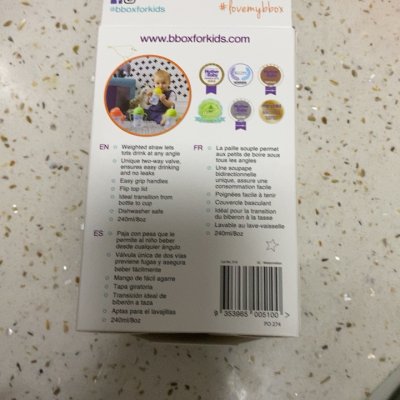 @bboxforkids
#lovemybbox
www.bboxforkids.com
EN
Weighted straw lets
tots drink at any angle
Unique two-way valve,
ensures easy drinking
and no leaks
Easy grip handles
Flip top lid
Ideal transition from
bottle to cup
Dishwasher safe
240ml/8oz
FR
La paille souple permet
aux petits de boire sous
tous les angles
Une soupape
bidirectionnelle
unique, assure une
consommation facile
Poignées facile à tenir
Couvercle basculant
Idéal pour la transition
du biberon à la tasse
Lavable au lave-vaisselle
240ml/8oz
ES
Paja con pesa que le
permite al niño beber
desde cualquier ángulo
Válvula única de dos vías
previene fugas y asegura
beber fácilmente
Mango de fácil agarre
Tapa giratoria
Transición ideal de
biberón a taza
Aptas para el lavajillas
240ml/8oz
9 353965 005100 >
PO 274